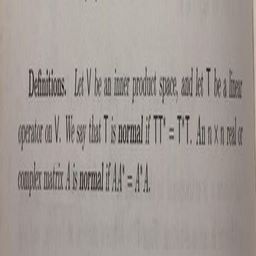 Definitions. Let V be an inner product space, and let T be a linear
operator on V. We say that T is normal if TT* = T*T. An n × n real or
complex matrix A is normal if AA* = A*A.